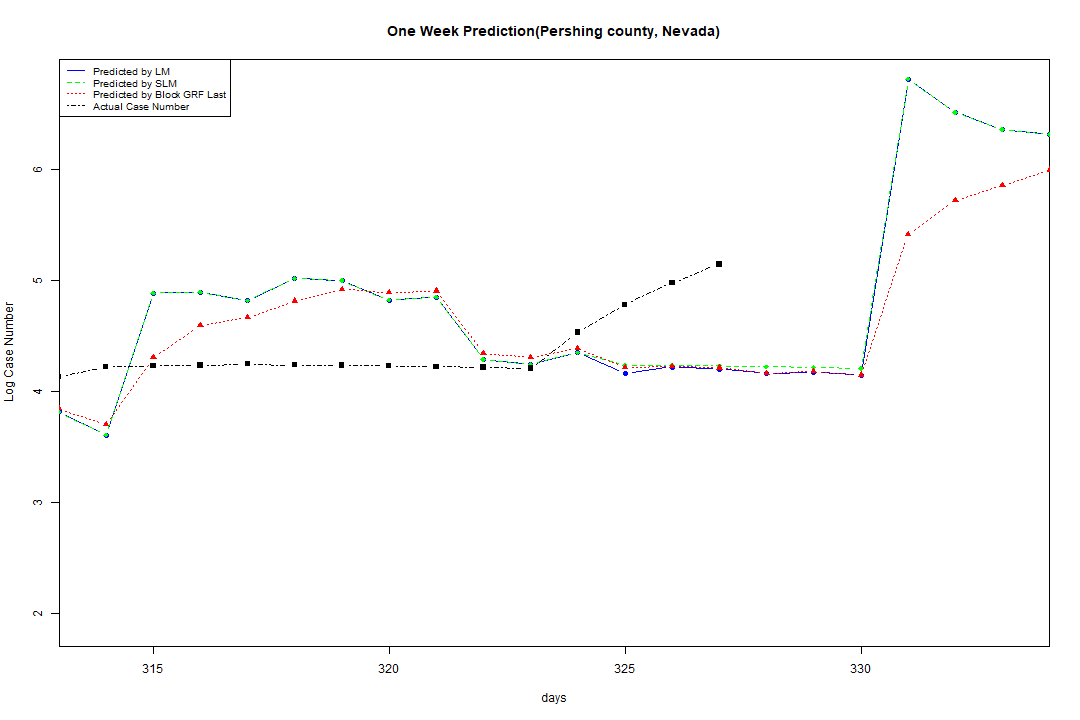 One Week Prediction(Pershing county, Nevada)
Predicted by LM
Predicted by SLM
Predicted by Block GRF Last
Actual Case Number
6
5
4
3
2
Log Case Number
315 320 325 330
days